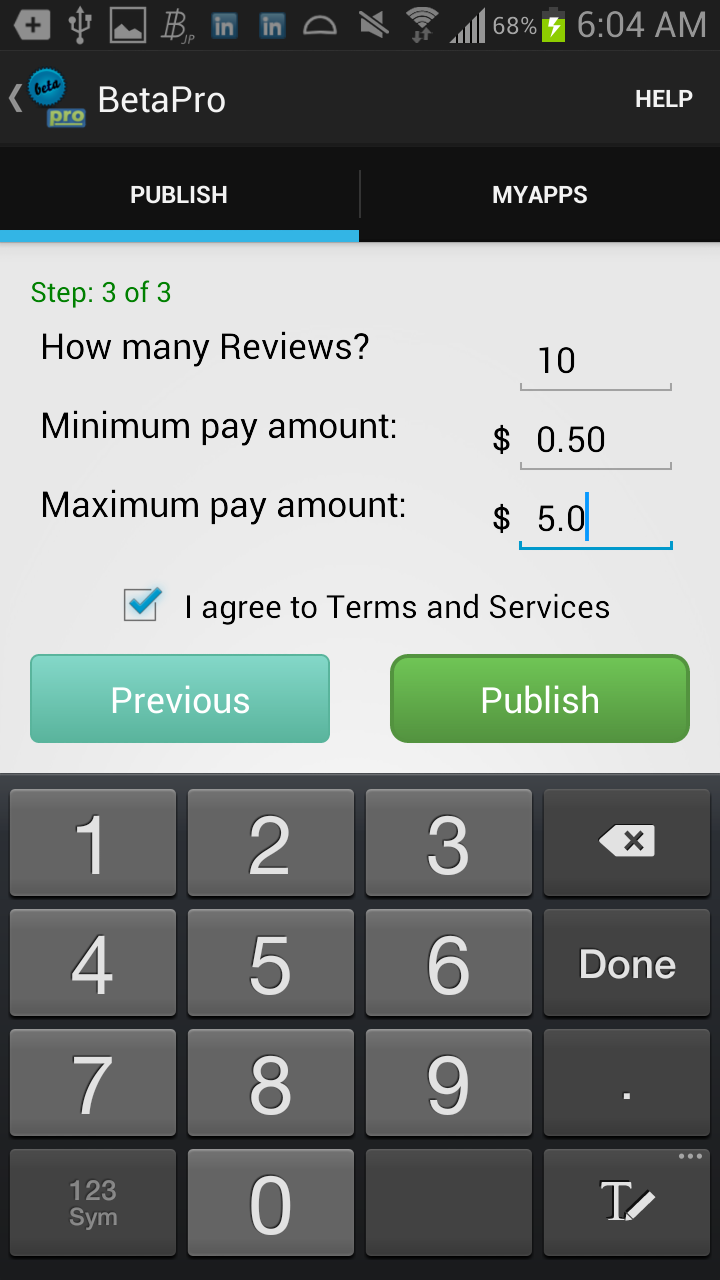 68% 6:04 AM
beta pro BetaPro HELP
PUBLISH MYAPPS
Step: 3 of 3
How many Reviews? 10
Minimum pay amount: $ 0.50
Maximum pay amount: $ 5.0
I agree to Terms and Services
Previous Publish
1 2 3
4 5 6 Done
7 8 9 .
123
Sym 0 T